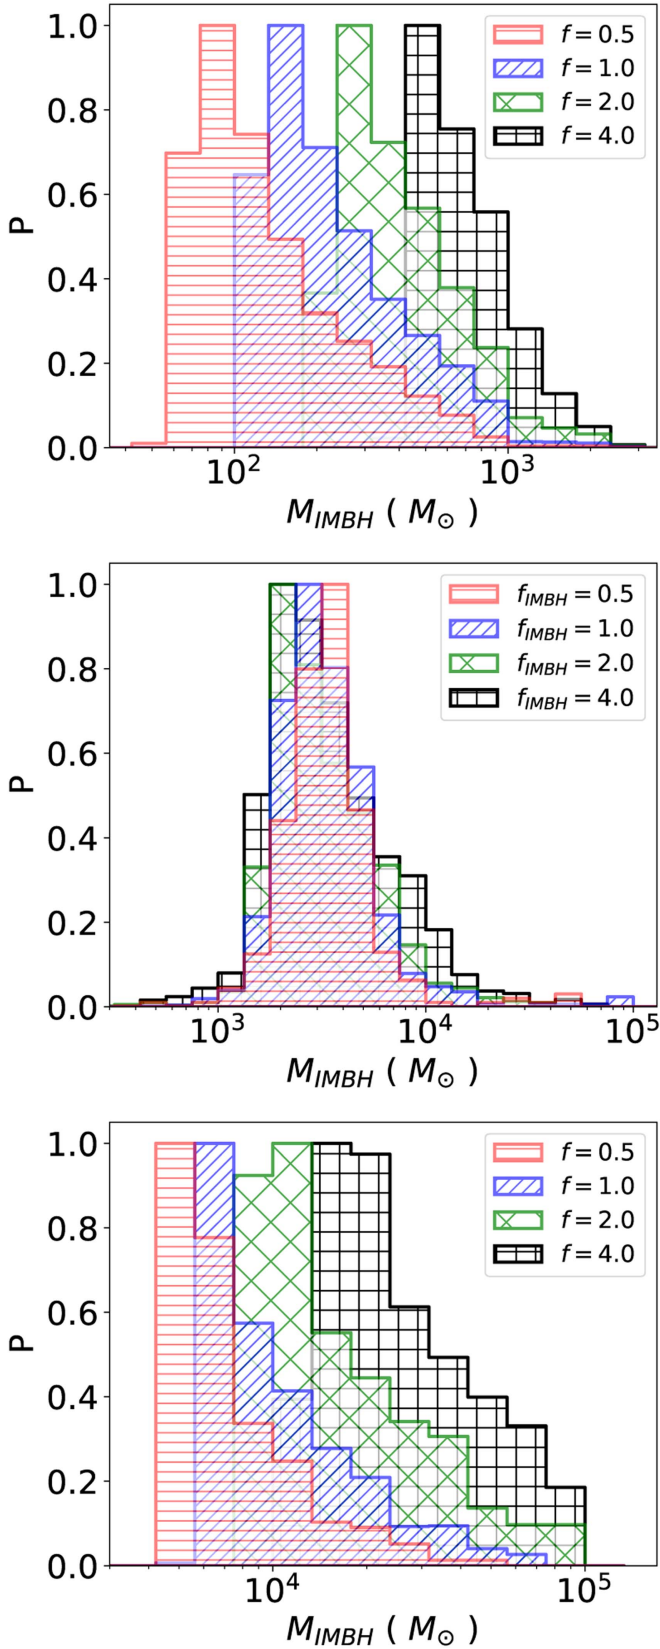 1.0
0.8
0.6
0.4
0.2
0.0
P
f = 0.5
f = 1.0
f = 2.0
f = 4.0
10² 10³
M_IMBH ( M_⊙ )
1.0
0.8
0.6
0.4
0.2
0.0
P
f_IMBH = 0.5
f_IMBH = 1.0
f_IMBH = 2.0
f_IMBH = 4.0
10³ 10⁴ 10⁵
M_IMBH ( M_⊙ )
1.0
0.8
0.6
0.4
0.2
0.0
P
f = 0.5
f = 1.0
f = 2.0
f = 4.0
10⁴ 10⁵
M_IMBH ( M_⊙ )